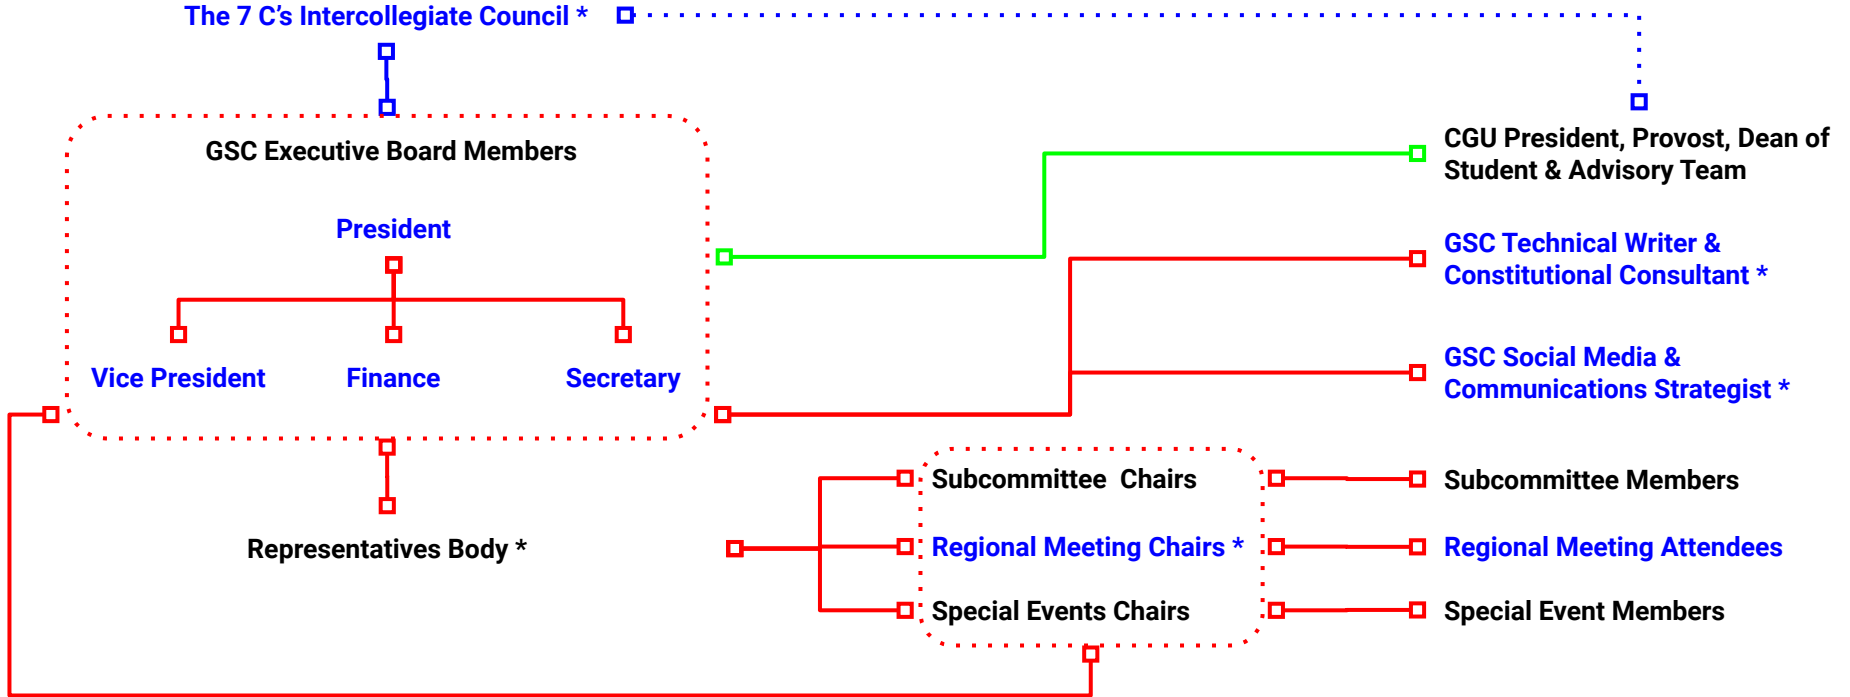 The 7 C’s Intercollegiate Council *
GSC Executive Board Members
President
Vice President
Finance
Secretary
Representatives Body *
CGU President, Provost, Dean of
Student & Advisory Team
GSC Technical Writer &
Constitutional Consultant *
GSC Social Media &
Communications Strategist *
Subcommittee  Chairs
Subcommittee Members
Regional Meeting Chairs *
Regional Meeting Attendees
Special Events Chairs
Special Event Members